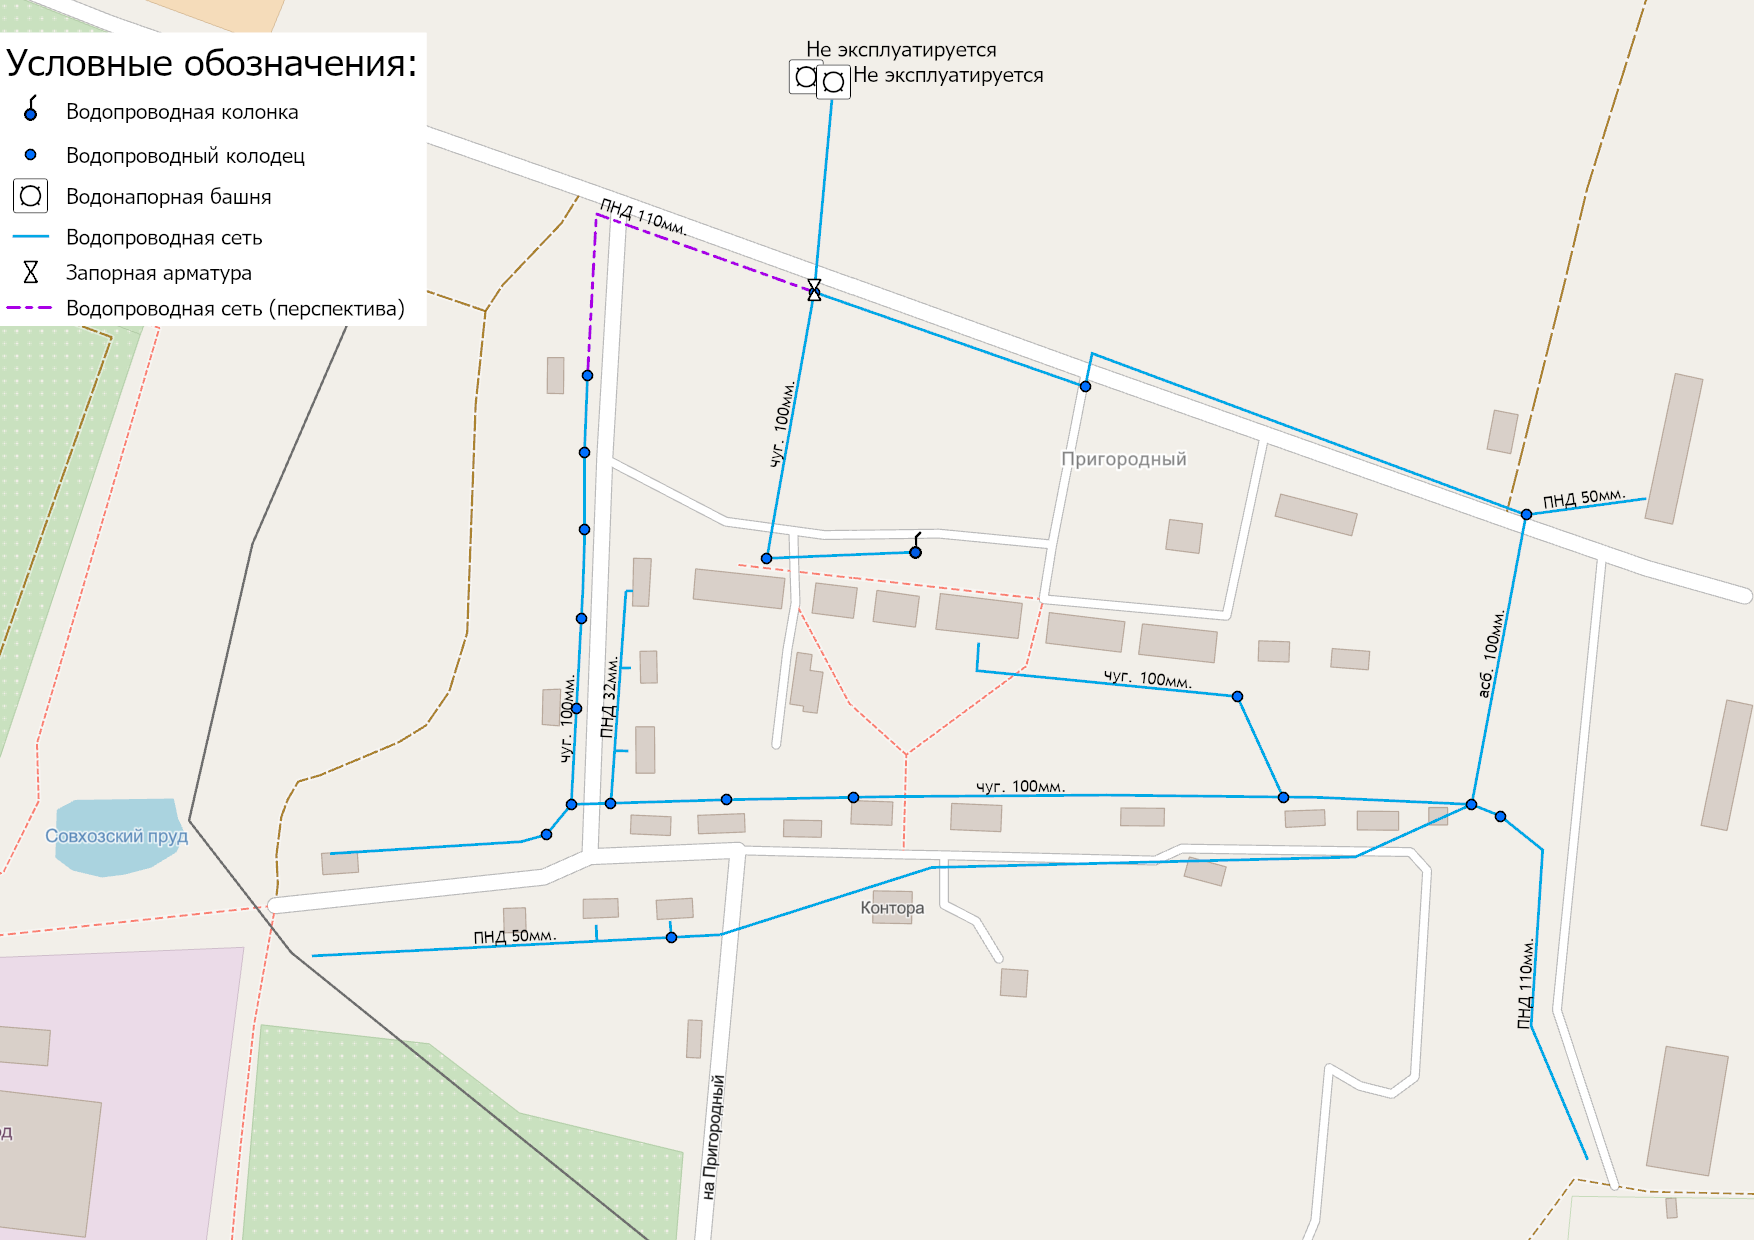 Условные обозначения:
Водопроводная колонка
Водопроводный колодец
Водонапорная башня
Водопроводная сеть
Запорная арматура
Водопроводная сеть (перспектива)
Не эксплуатируется
Не эксплуатируется
ПНД 110мм.
чуг. 100мм.
Пригородный
ПНД 50мм.
асб. 100мм.
чуг. 100мм.
ПНД 32мм.
чуг. 100мм.
чуг. 100мм.
Совхозский пруд
Контора
ПНД 50мм.
ПНД 110мм.
на Пригородный